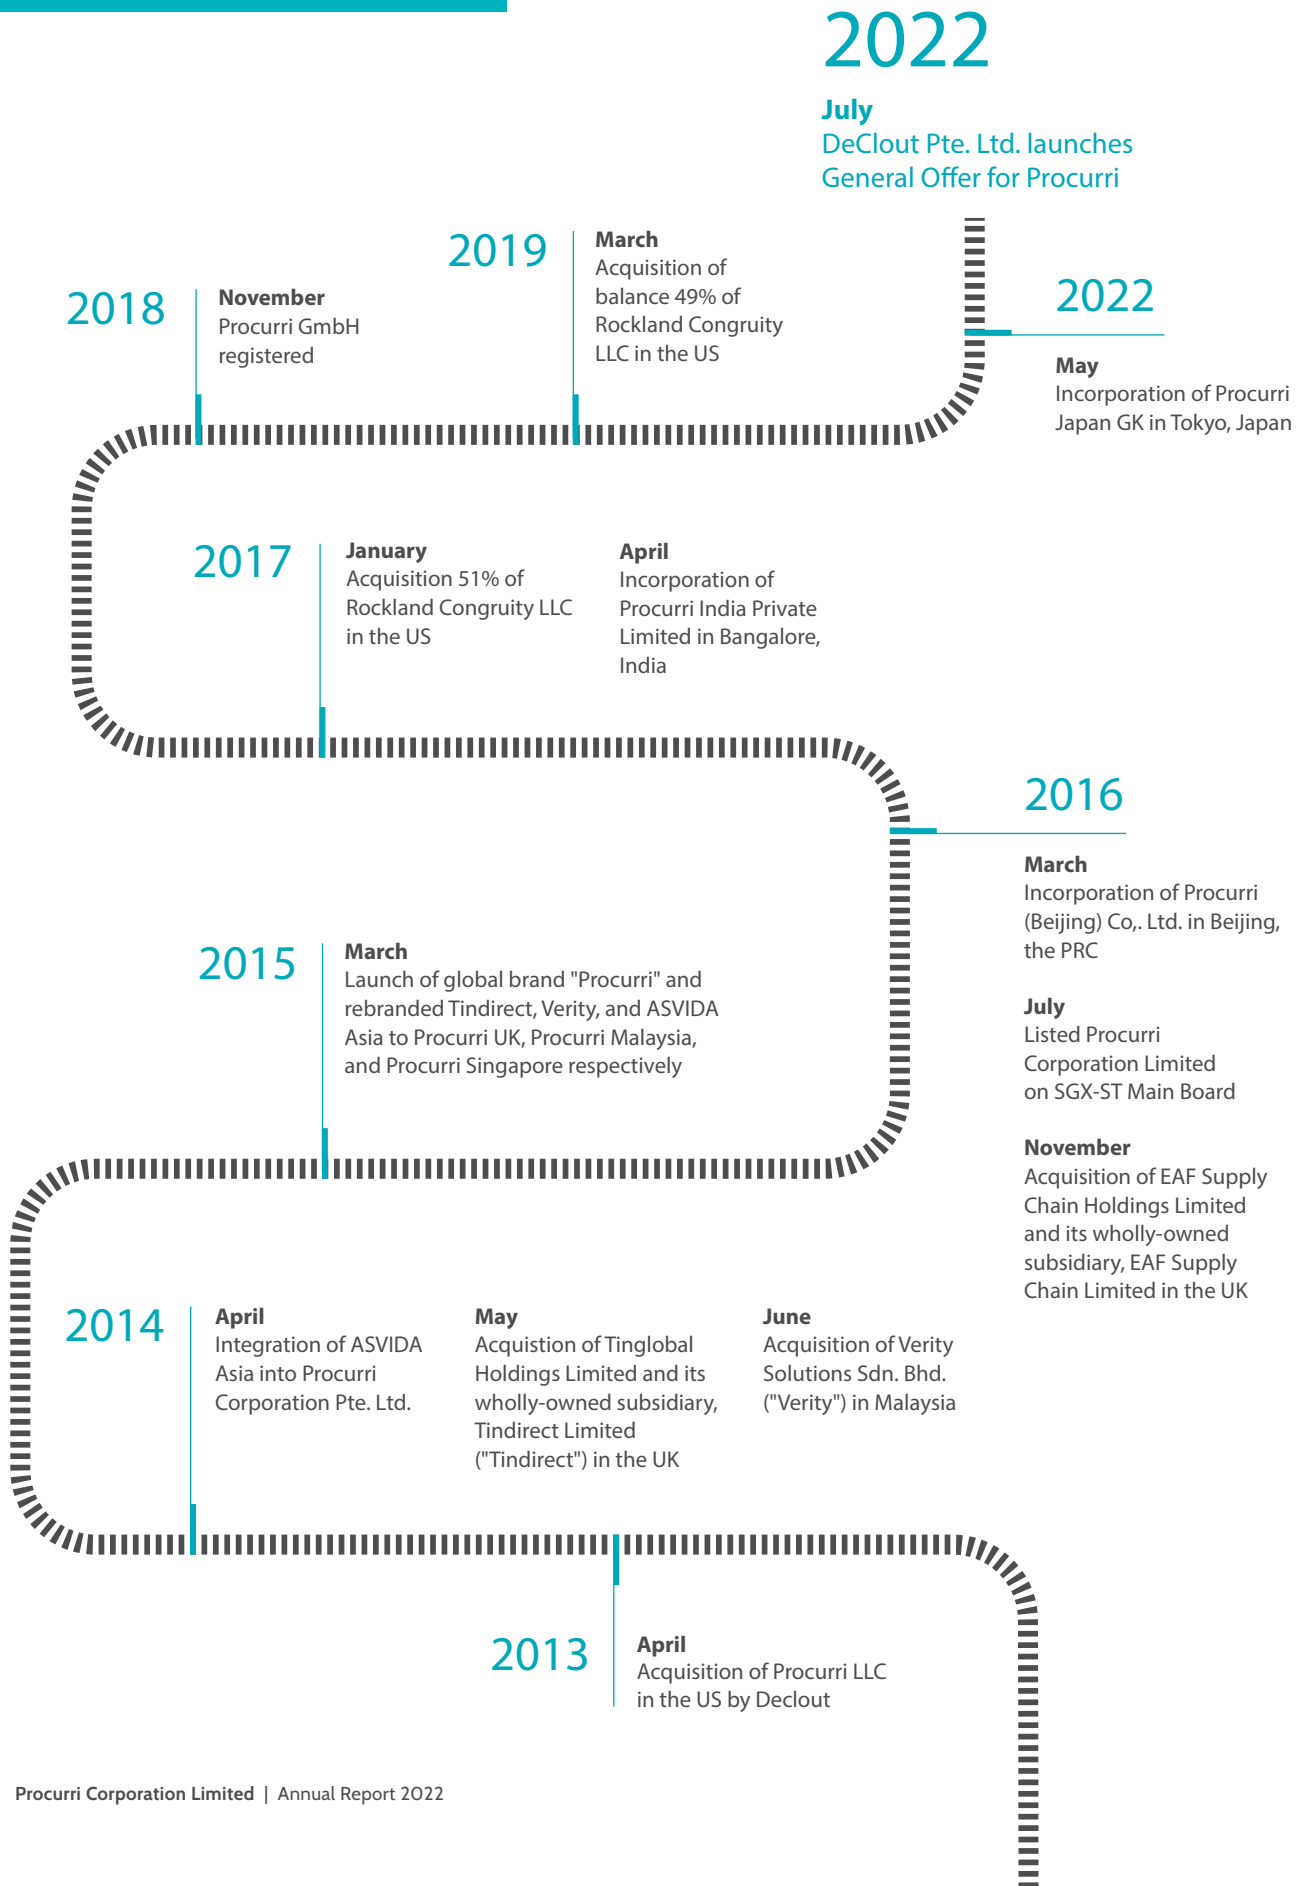 2022
July
DeClout Pte. Ltd. launches
General Offer for Procurri
2019
March
Acquisition of
balance 49% of
Rockland Congruity
LLC in the US
2018
November
Procurri GmbH
registered
2022
May
Incorporation of Procurri
Japan GK in Tokyo, Japan
2017
January
Acquisition 51% of
Rockland Congruity LLC
in the US
April
Incorporation of
Procurri India Private
Limited in Bangalore,
India
2016
March
Incorporation of Procurri
(Beijing) Co,. Ltd. in Beijing,
the PRC
July
Listed Procurri
Corporation Limited
on SGX-ST Main Board
November
Acquisition of EAF Supply
Chain Holdings Limited
and its wholly-owned
subsidiary, EAF Supply
Chain Limited in the UK
2015
March
Launch of global brand "Procurri" and
rebranded Tindirect, Verity, and ASVIDA
Asia to Procurri UK, Procurri Malaysia,
and Procurri Singapore respectively
2014
April
Integration of ASVIDA
Asia into Procurri
Corporation Pte. Ltd.
May
Acquistion of Tinglobal
Holdings Limited and its
wholly-owned subsidiary,
Tindirect Limited
("Tindirect") in the UK
June
Acquisition of Verity
Solutions Sdn. Bhd.
("Verity") in Malaysia
2013
April
Acquisition of Procurri LLC
in the US by Declout
Procurri Corporation Limited | Annual Report 2022